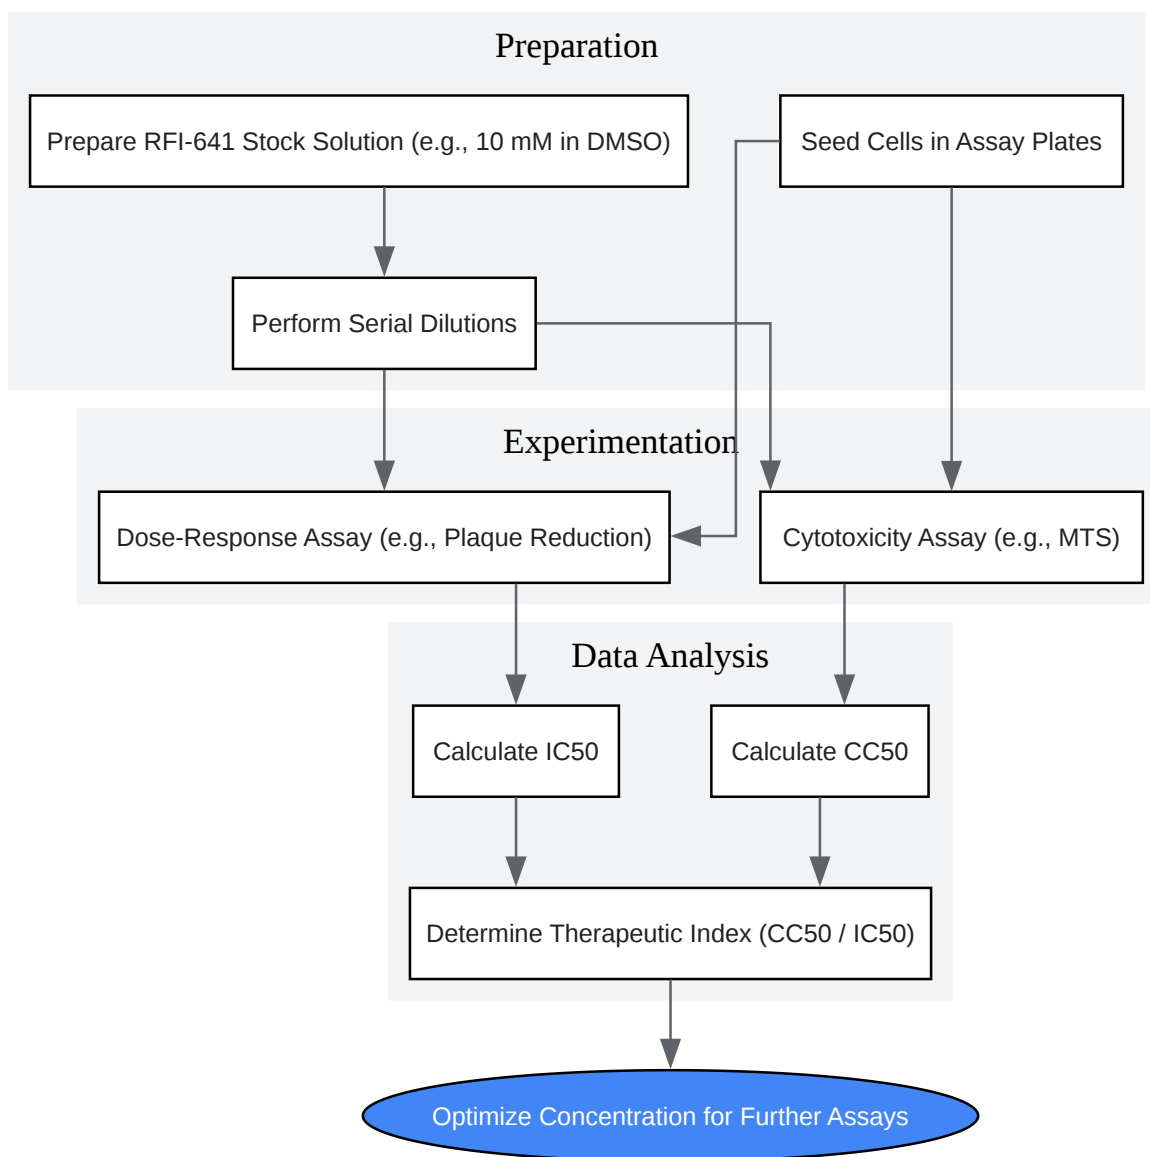 Preparation
Prepare RFI-641 Stock Solution (e.g., 10 mM in DMSO)
Seed Cells in Assay Plates
Perform Serial Dilutions
Experimentation
Dose-Response Assay (e.g., Plaque Reduction)
Cytotoxicity Assay (e.g., MTS)
Data Analysis
Calculate IC50
Calculate CC50
Determine Therapeutic Index (CC50 / IC50)
Optimize Concentration for Further Assays